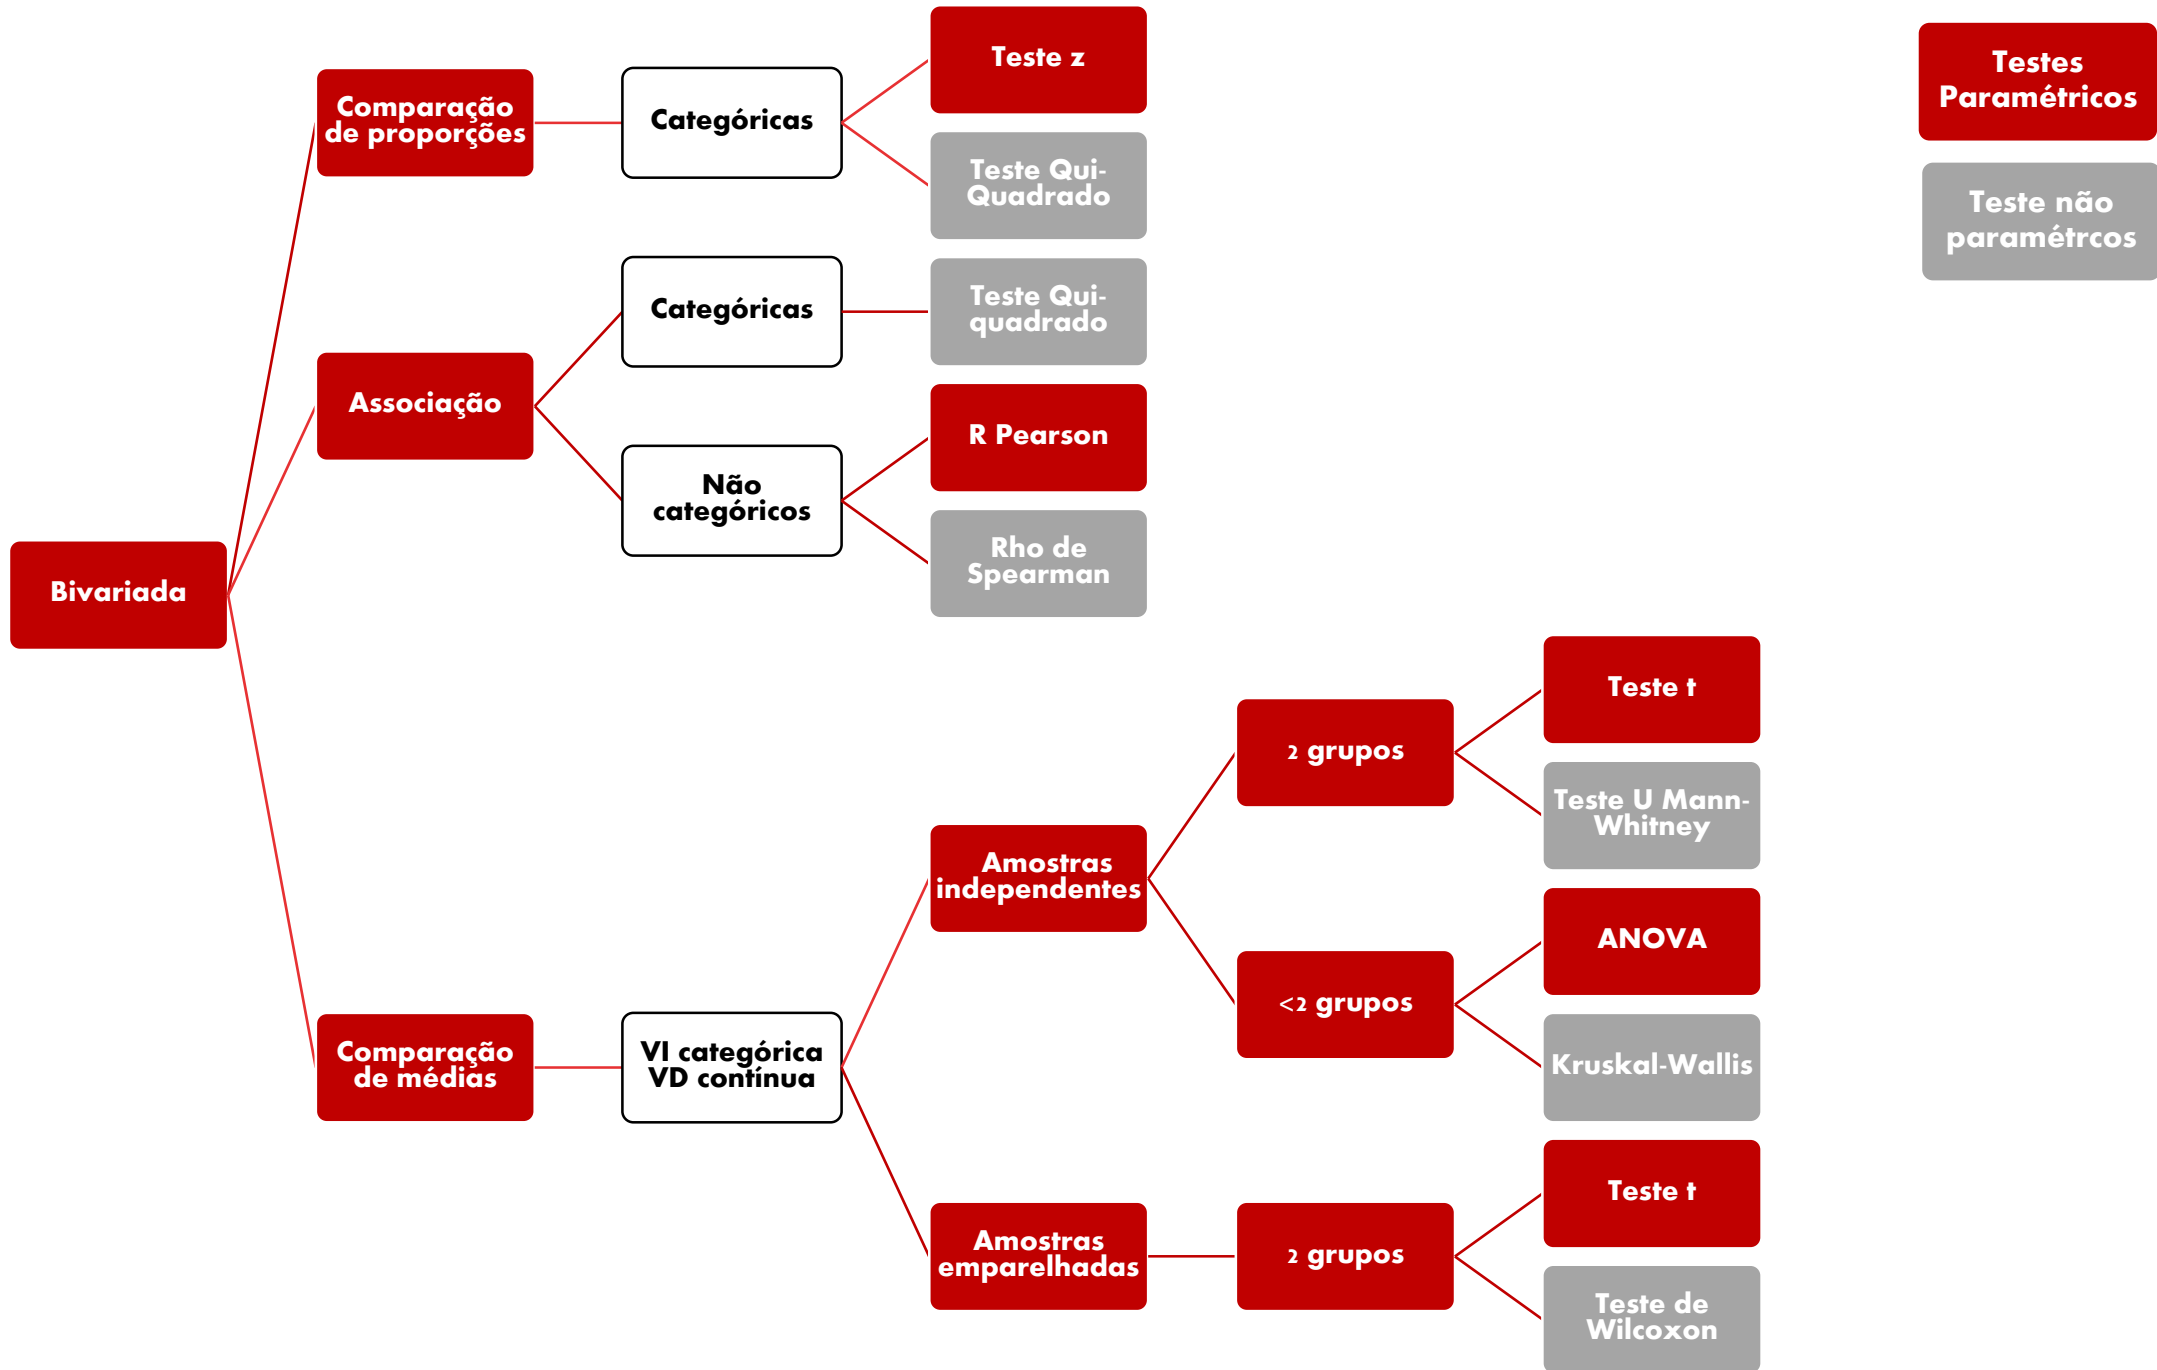 Teste z
Testes
Paramétricos
Comparação
de proporções
Categóricas
Teste Qui-
Quadrado
Teste não
paramétrcos
Categóricas
Teste Qui-
quadrado
Associação
R Pearson
Não
categóricos
Rho de
Spearman
Bivariada
Teste t
2 grupos
Teste U Mann-
Whitney
Amostras
independentes
ANOVA
<2 grupos
Comparação
de médias
VI categórica
VD contínua
Kruskal-Wallis
Teste t
Amostras
emparelhadas
2 grupos
Teste de
Wilcoxon